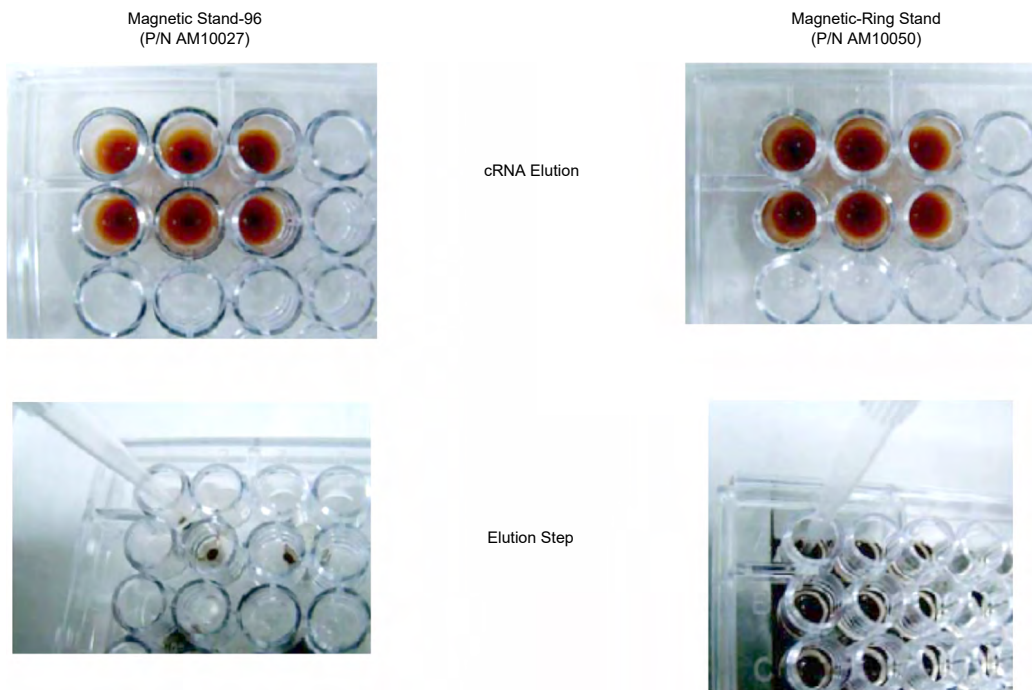 Magnetic Stand-96
(P/N AM10027)
Magnetic-Ring Stand
(P/N AM10050)
cRNA Elution
Elution Step
B
C